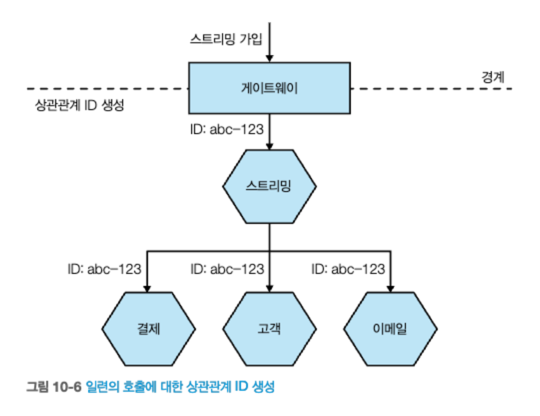 스트리밍 가입
게이트웨이
경계
상관관계 ID 생성
ID: abc–123
스트리밍
ID: abc–123
ID: abc–123
ID: abc–123
결제
고객
이메일
그림 10-6 일련의 호출에 대한 상관관계 ID 생성